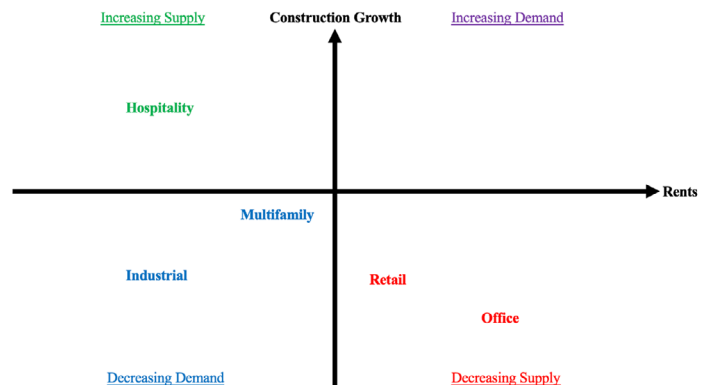 Increasing Supply
Construction Growth
Increasing Demand
Hospitality
Rents
Multifamily
Industrial
Retail
Office
Decreasing Demand
Decreasing Supply